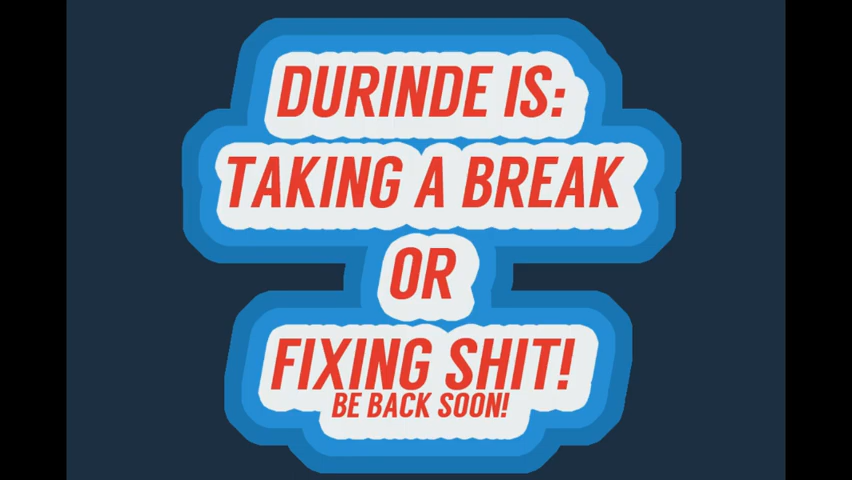 DURINDE IS:
TAKING A BREAK
OR
FIXING SHIT!
BE BACK SOON!